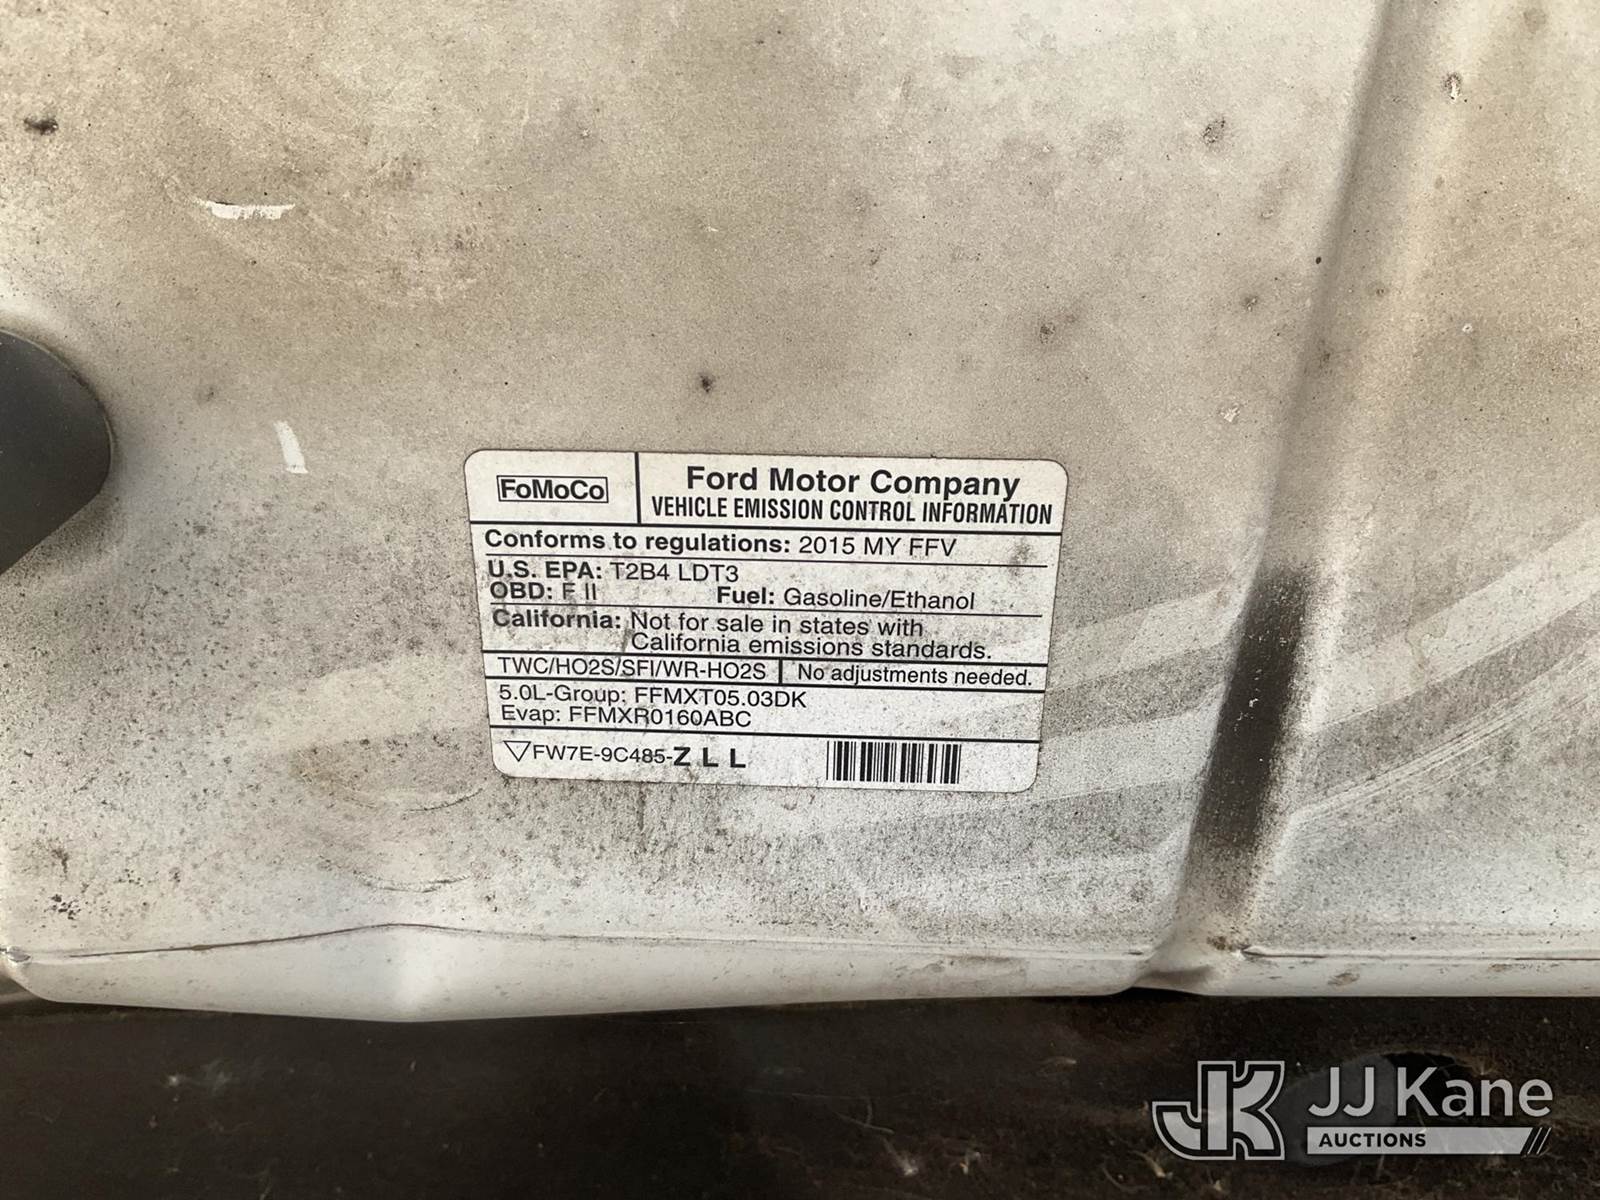 FoMoCo
Ford Motor Company
VEHICLE EMISSION CONTROL INFORMATION
Conforms to regulations: 2015 MY FFV
U.S. EPA: T2B4 LDT3
OBD: F II Fuel: Gasoline/Ethanol
California: Not for sale in states with
California emissions standards.
TWC/HO2S/SFI/WR-HO2S No adjustments needed.
5.0L-Group: FFMXT05.03DK
Evap: FFMXR0160ABC
FW7E-9C485-Z L L
JK JJ Kane
AUCTIONS